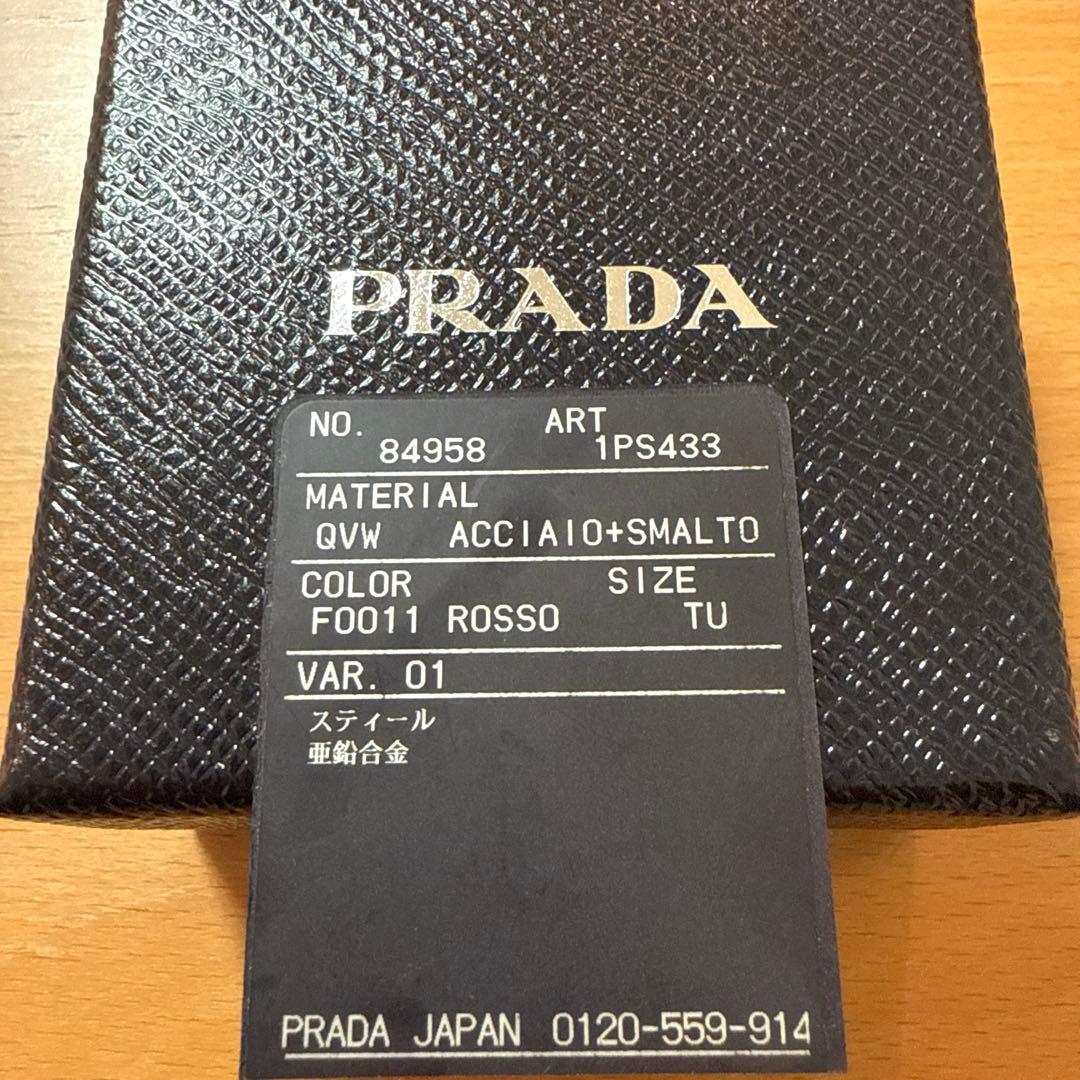 PRADA
NO. ART
84958 1PS433
MATERIAL
QVW ACCIAIO+SMALTO
COLOR SIZE
F0011 ROSSO TU
VAR. 01
スティール
亜鉛合金
PRADA JAPAN 0120-559-914